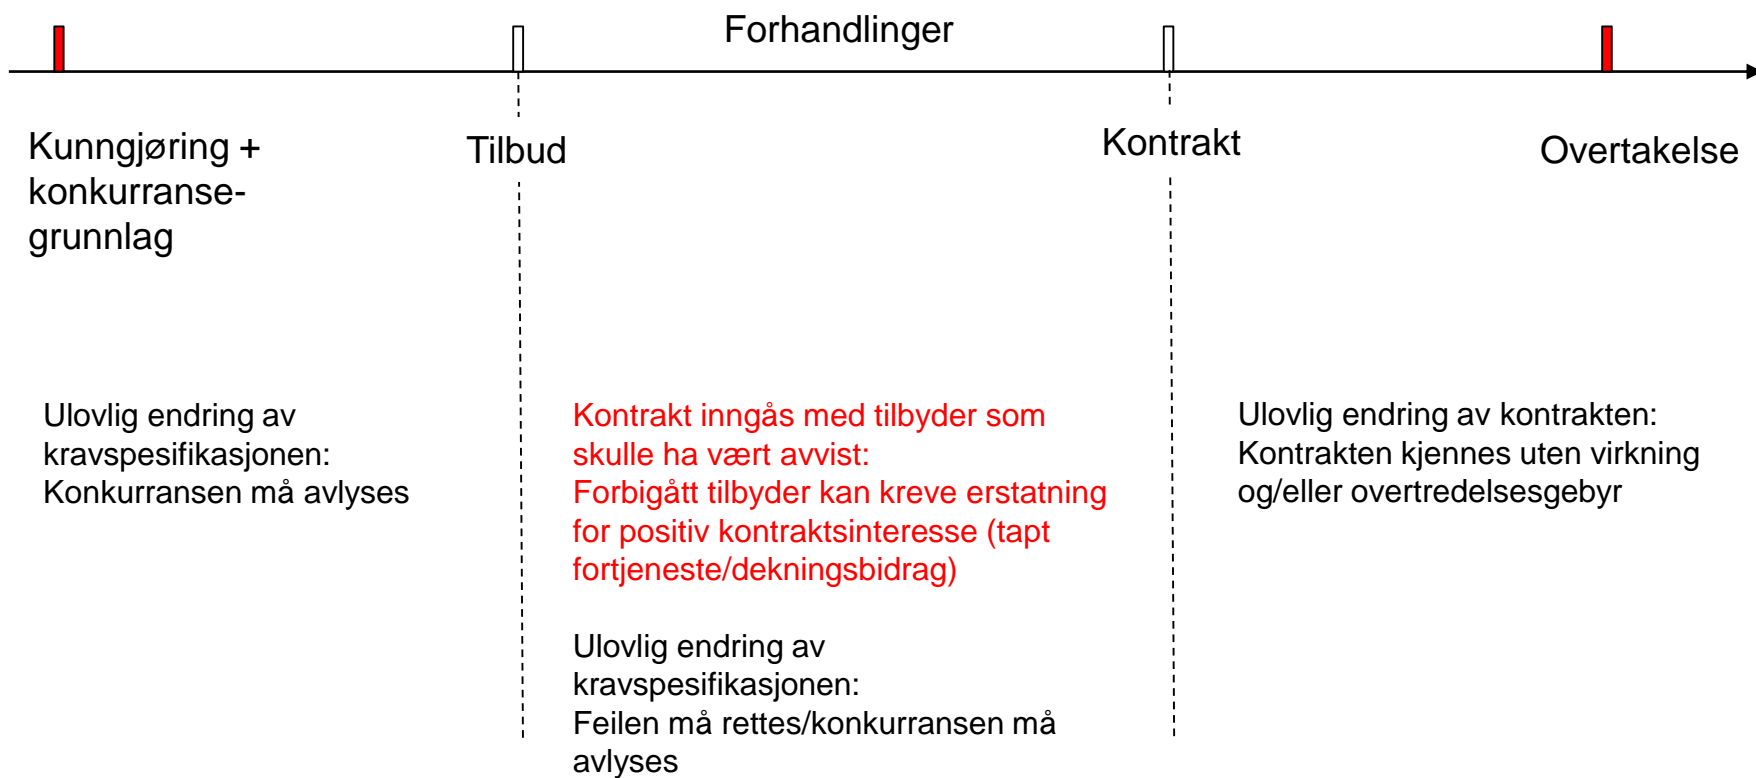 Forhandlinger
Kunngjøring +
konkurranse-
grunnlag
Tilbud
Kontrakt
Overtakelse
Ulovlig endring av
kravspesifikasjonen:
Konkurransen må avlyses
Kontrakt inngås med tilbyder som
skulle ha vært avvist:
Forbigått tilbyder kan kreve erstatning
for positiv kontraktsinteresse (tapt
fortjeneste/dekningsbidrag)
Ulovlig endring av
kravspesifikasjonen:
Feilen må rettes/konkurransen må
avlyses
Ulovlig endring av kontrakten:
Kontrakten kjennes uten virkning
og/eller overtredelsesgebyr